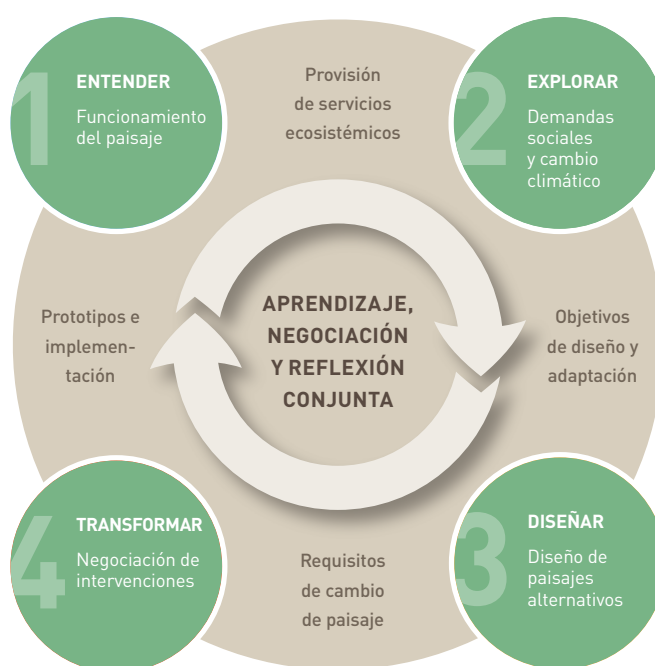 1
ENTENDER
Funcionamiento
del paisaje
Provisión
de servicios
ecosistémicos
2
EXPLORAR
Demandas
sociales
y cambio
climático
Prototipos e
implemen-
tación
APRENDIZAJE,
NEGOCIACIÓN
Y REFLEXIÓN
CONJUNTA
Objetivos
de diseño y
adaptación
4
TRANSFORMAR
Negociación de
intervenciones
Requisitos
de cambio
de paisaje
3
DISEÑAR
Diseño de
paisajes
alternativos